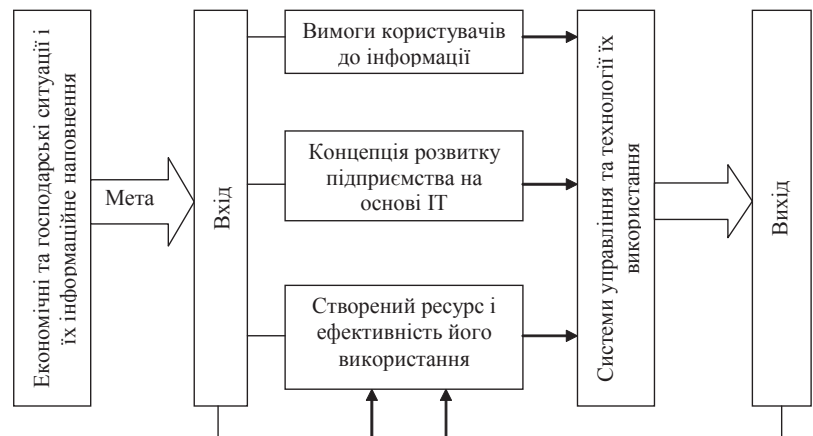 Економічні та господарські ситуації і
їх інформаційне наповнення
Мета
Вхід
Вимоги користувачів
до інформації
Концепція розвитку
підприємства на
основі ІТ
Створений ресурс і
ефективність його
використання
Системи управління та технології їх
використання
Вихід